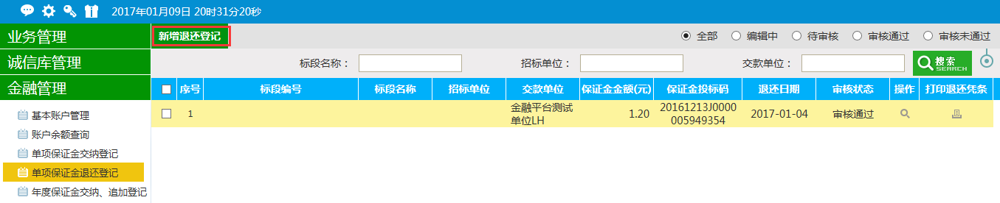 2017年01月09日 20时31分20秒
业务管理
诚信库管理
金融管理
基本账户管理
账户余额查询
单项保证金交纳登记
单项保证金退还登记
年度保证金交纳、追加登记
新增退还登记
全部 编辑中 待审核 审核通过 审核未通过
标段名称： 招标单位： 交款单位： 搜索
SEARCH
序号 标段编号 标段名称 招标单位 交款单位 保证金金额(元) 保证金投标码 退还日期 审核状态 操作 打印退还凭条
1 金融平台测试 1.20 20161213J0000 2017-01-04 审核通过
单位LH 005949354